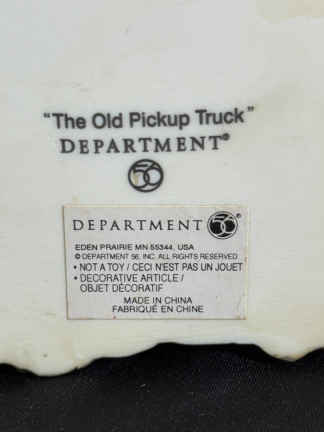 "The Old Pickup Truck"
DEPARTMENT®
56
DEPARTMENT 56®
EDEN PRAIRIE MN 55344, USA
© DEPARTMENT 56, INC. ALL RIGHTS RESERVED
• NOT A TOY / CECI N'EST PAS UN JOUET
• DECORATIVE ARTICLE /
OBJET DÉCORATIF
MADE IN CHINA
FABRIQUÉ EN CHINE